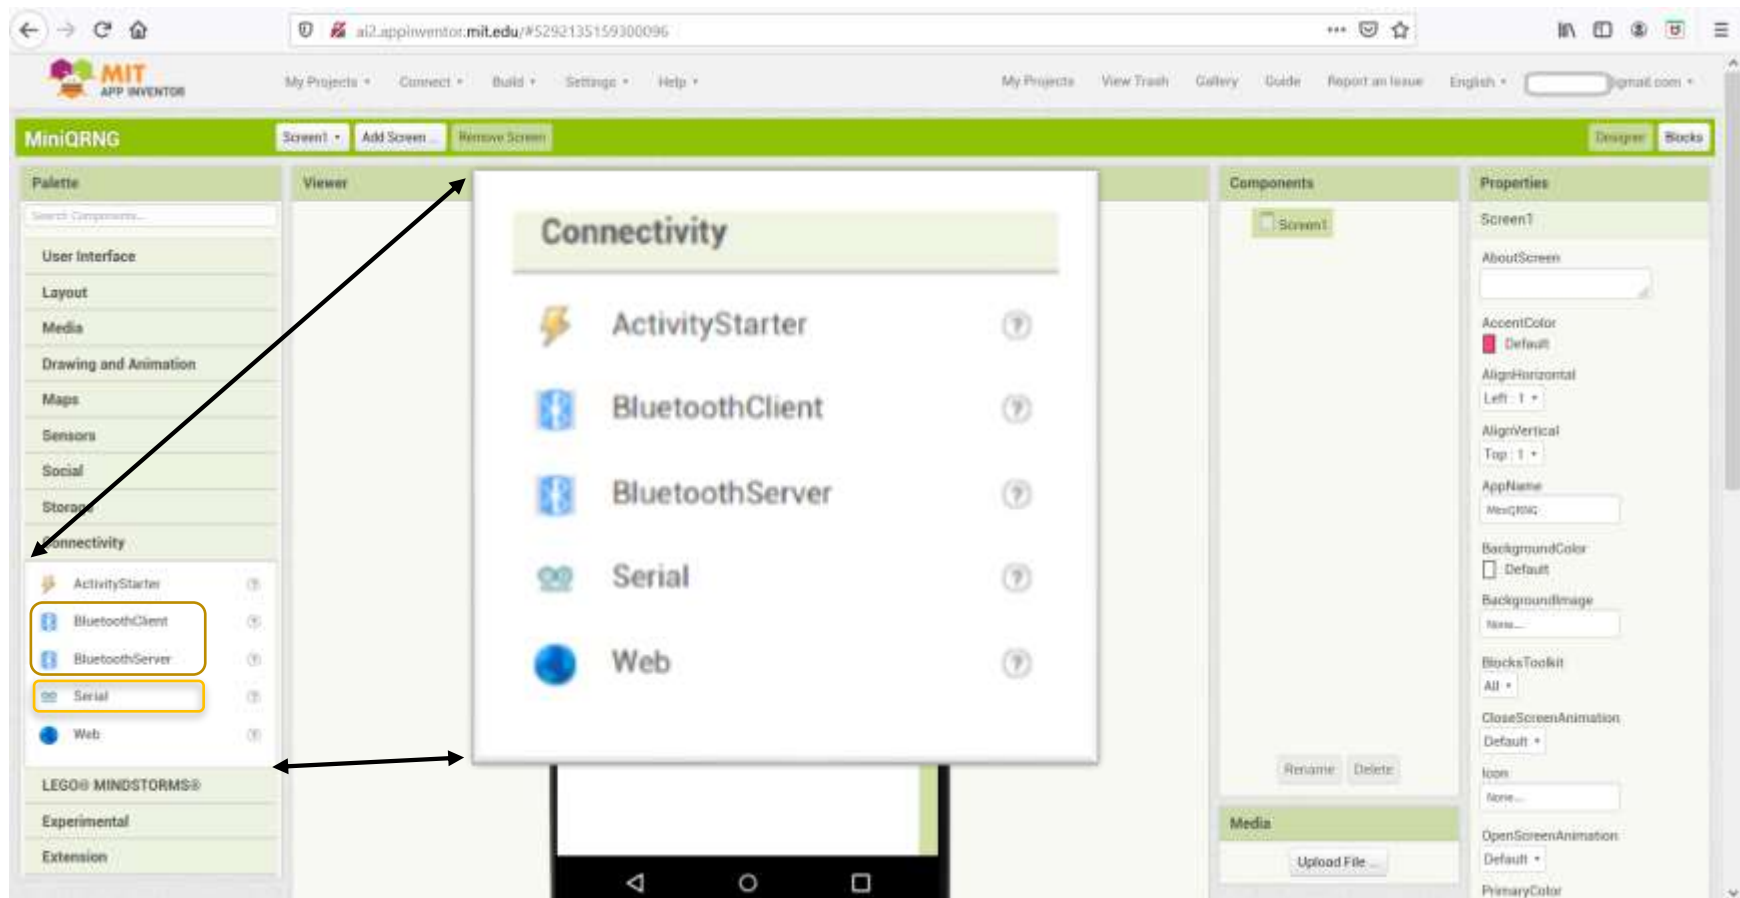 ai2.appinventor.mit.edu/#5292135159300096
MIT
APP INVENTOR
My Projects
Connect
Build
Settings
Help
My Projects
View Trash
Gallery
Guide
Report an Issue
English
@gmail.com
MiniQRNG
Screen1
Add Screen ...
Remove Screen
Designer
Blocks
Palette
Viewer
Components
Properties
Search Components...
User Interface
Layout
Media
Drawing and Animation
Maps
Sensors
Social
Storage
Connectivity
ActivityStarter
BluetoothClient
BluetoothServer
Serial
Web
LEGO® MINDSTORMS®
Experimental
Extension
Connectivity
ActivityStarter
BluetoothClient
BluetoothServer
Serial
Web
Screen1
Rename
Delete
Media
Upload File ...
Screen1
AboutScreen
AccentColor
Default
AlignHorizontal
Left : 1
AlignVertical
Top : 1
AppName
MiniQRNG
BackgroundColor
Default
BackgroundImage
None...
BlocksToolkit
All
CloseScreenAnimation
Default
Icon
None...
OpenScreenAnimation
Default
PrimaryColor